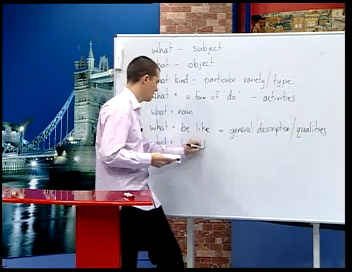 what - subject
what - object
what kind - particular variety/type
what + a form of 'do' - activities
what + noun
what + be like = general description/qualities